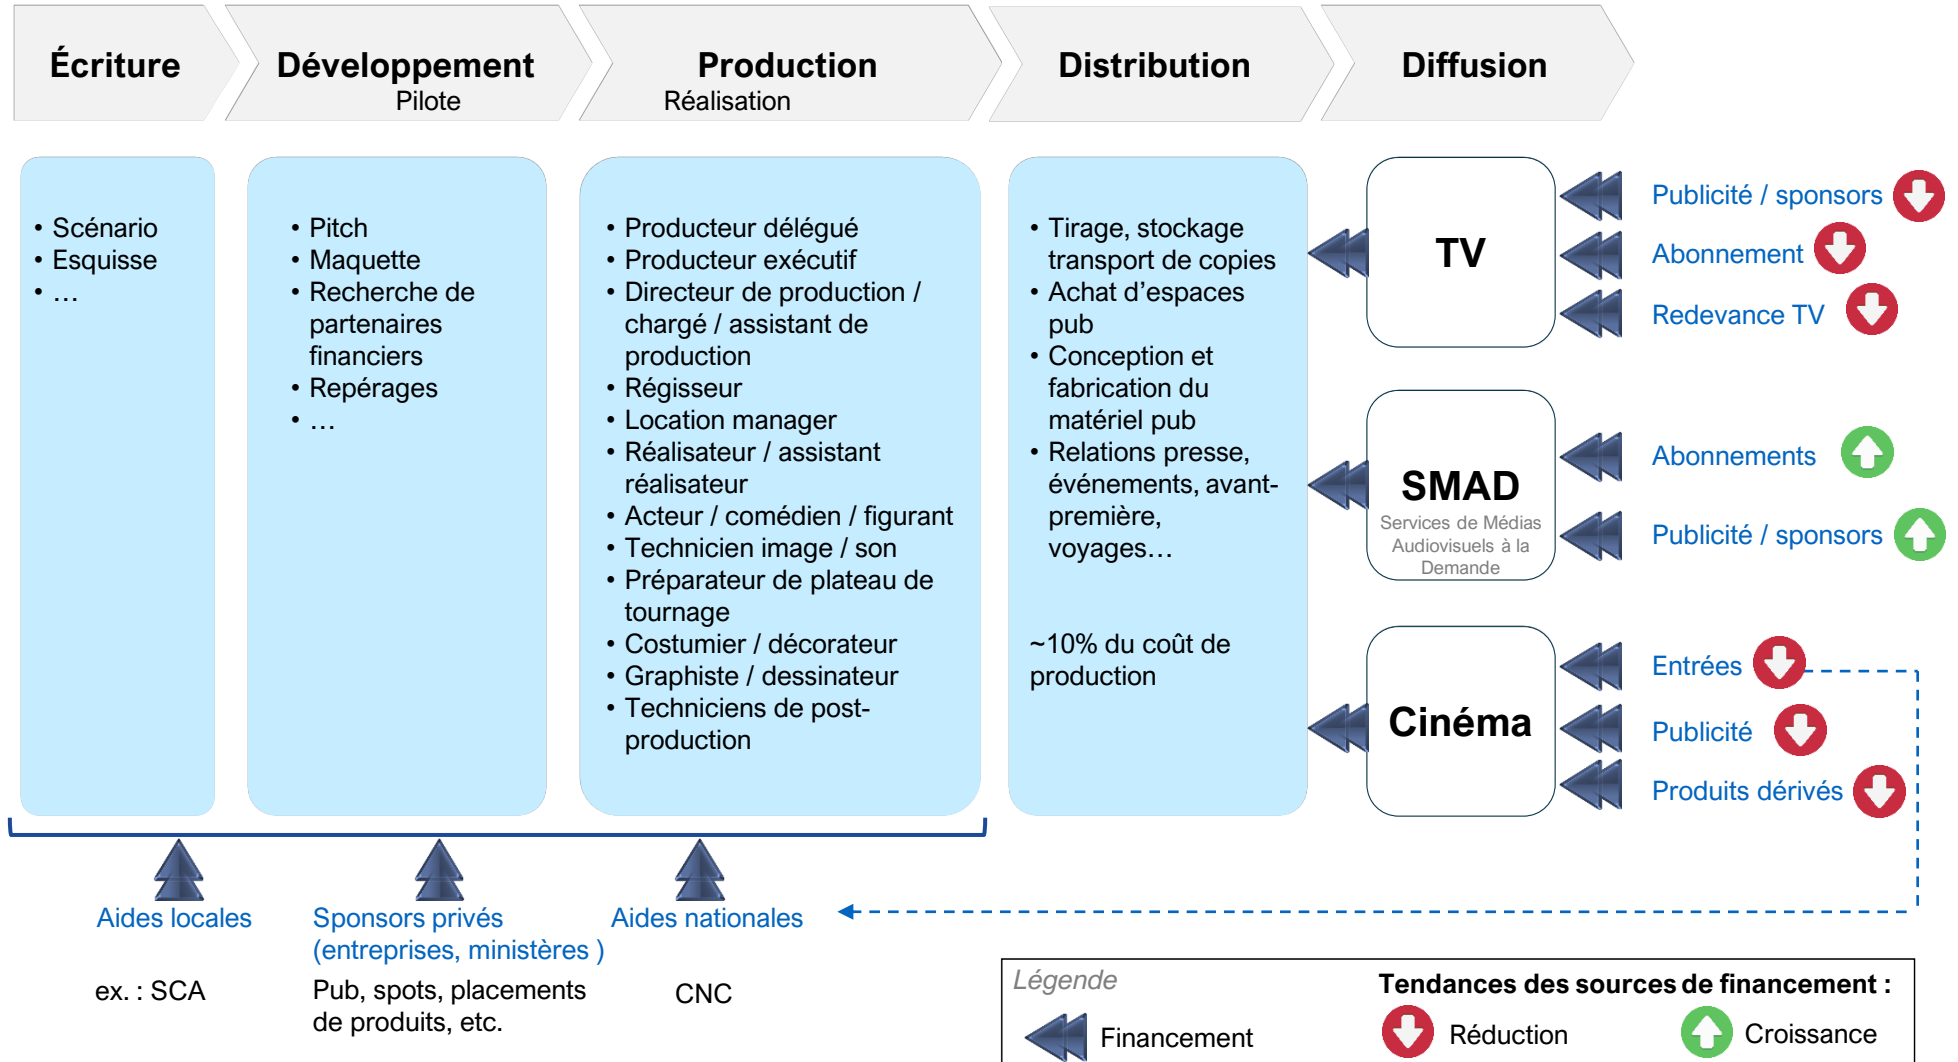 Écriture
Développement
Pilote
Production
Réalisation
Distribution
Diffusion
• Scénario
• Esquisse
• …
• Pitch
• Maquette
• Recherche de
partenaires
financiers
• Repérages
• …
• Producteur délégué
• Producteur exécutif
• Directeur de production /
chargé / assistant de
production
• Régisseur
• Location manager
• Réalisateur / assistant
réalisateur
• Acteur / comédien / figurant
• Technicien image / son
• Préparateur de plateau de
tournage
• Costumier / décorateur
• Graphiste / dessinateur
• Techniciens de post-
production
• Tirage, stockage
transport de copies
• Achat d’espaces
pub
• Conception et
fabrication du
matériel pub
• Relations presse,
événements, avant-
première,
voyages…
~10% du coût de
production
TV
Publicité / sponsors
Abonnement
Redevance TV
SMAD
Services de Médias
Audiovisuels à la
Demande
Abonnements
Publicité / sponsors
Cinéma
Entrées
Publicité
Produits dérivés
Aides locales
ex. : SCA
Sponsors privés
(entreprises, ministères )
Pub, spots, placements
de produits, etc.
Aides nationales
CNC
Légende
Financement
Tendances des sources de financement :
Réduction
Croissance